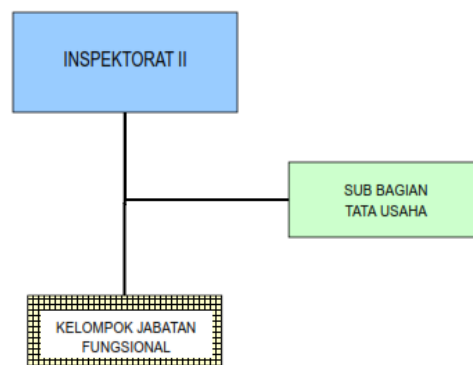 INSPEKTORAT II
SUB BAGIAN
TATA USAHA
KELOMPOK JABATAN
FUNGSIONAL